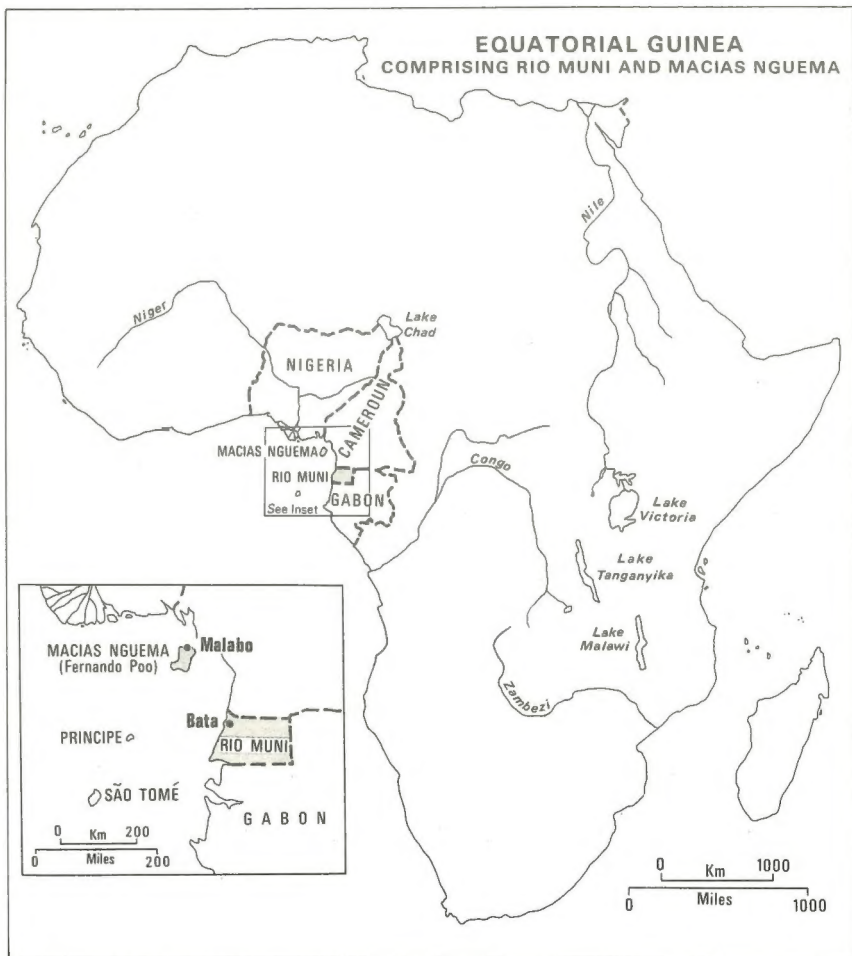 EQUATORIAL GUINEA
COMPRISING RIO MUNI AND MACIAS NGUEMA
Nile
Niger
Lake
Chad
NIGERIA
CAMEROUN
MACIAS NGUEMA
RIO MUNI
See Inset
GABON
Congo
Lake
Victoria
Lake
Tanganyika
Lake
Malawi
Zambezi
MACIAS NGUEMA
(Fernando Poo)
Malabo
Bata
RIO MUNI
PRINCIPE
SÃO TOMÉ
GABON
0 200
Km
Miles
0 200
0 1000
Km
Miles
0 1000